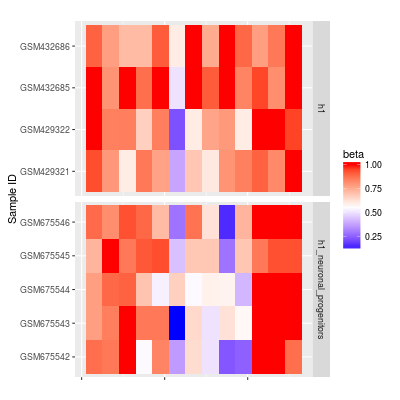 GSM432686
GSM432685
GSM429322
GSM429321
GSM675546
GSM675545
GSM675544
GSM675543
GSM675542
Sample ID
h1
h1_neuronal_progenitors
beta
1.00
0.75
0.50
0.25